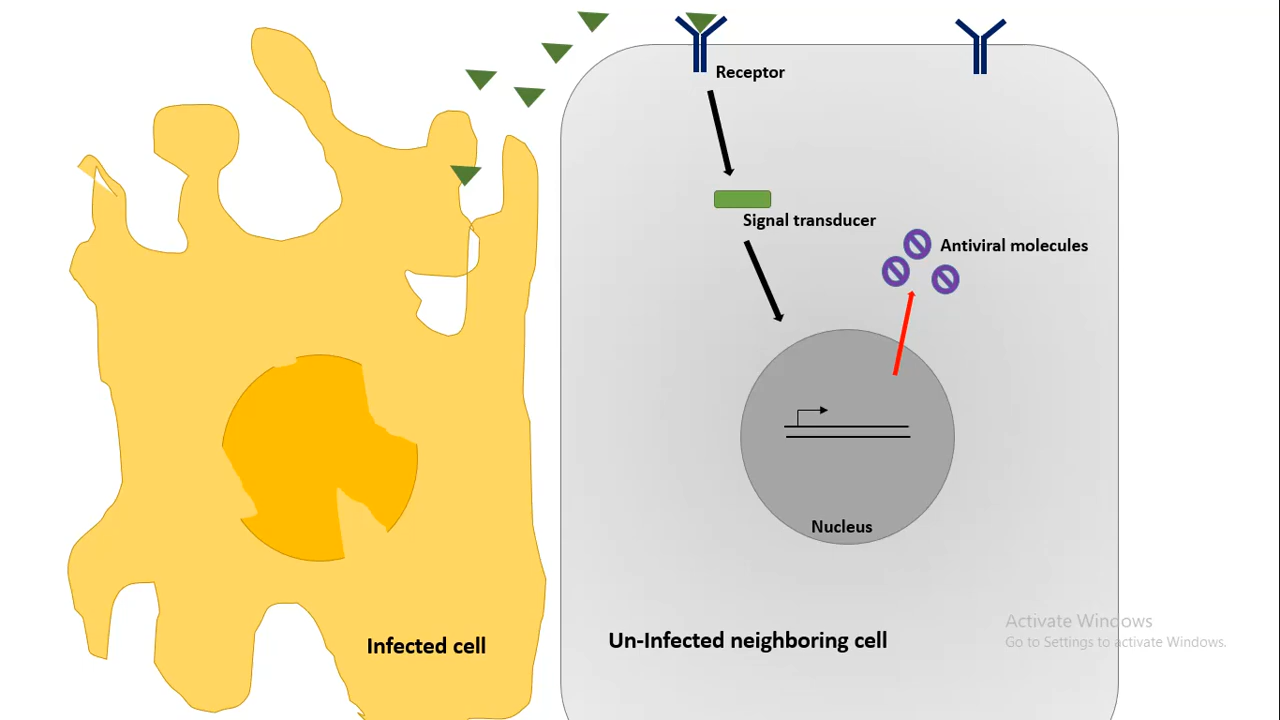 Receptor
Signal transducer
Antiviral molecules
Nucleus
Infected cell
Un-Infected neighboring cell
Activate Windows
Go to Settings to activate Windows.